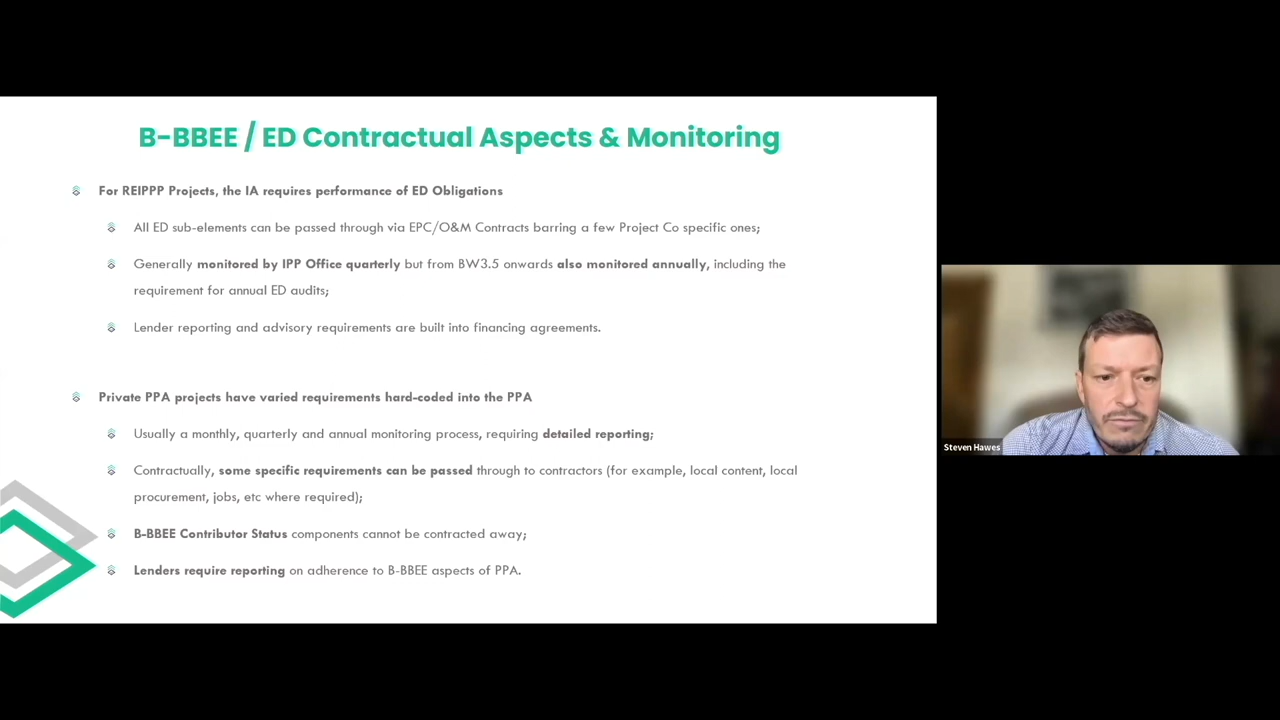 B-BBEE / ED Contractual Aspects & Monitoring
For REIPPP Projects, the IA requires performance of ED Obligations
All ED sub-elements can be passed through via EPC/O&M Contracts barring a few Project Co specific ones;
Generally monitored by IPP Office quarterly but from BW3.5 onwards also monitored annually, including the
requirement for annual ED audits;
Lender reporting and advisory requirements are built into financing agreements.
Private PPA projects have varied requirements hard-coded into the PPA
Usually a monthly, quarterly and annual monitoring process, requiring detailed reporting;
Contractually, some specific requirements can be passed through to contractors (for example, local content, local
procurement, jobs, etc where required);
B-BBEE Contributor Status components cannot be contracted away;
Lenders require reporting on adherence to B-BBEE aspects of PPA.
Steven Hawes